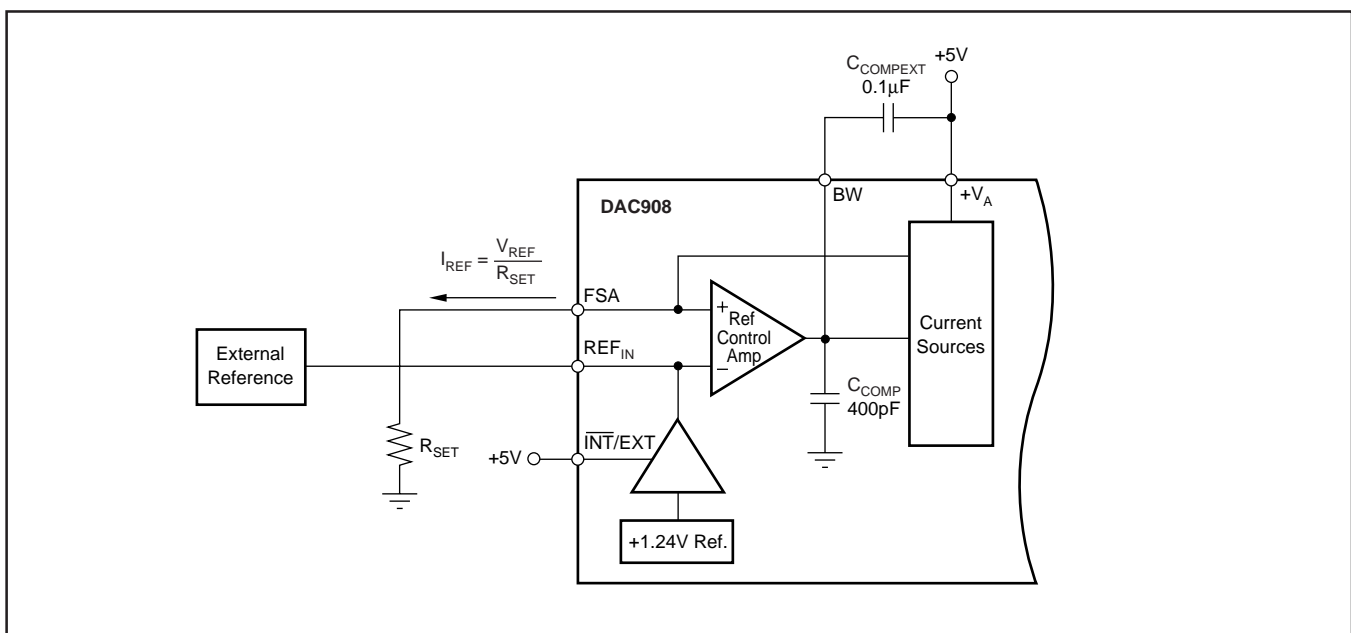 +5V
C_COMPEXT
0.1µF
BW
+V_A
DAC908
I_REF = V_REF / R_SET
FSA
+
Ref
Control
Amp
–
Current
Sources
External
Reference
REF_IN
C_COMP
400pF
R_SET
+5V
I̅N̅T̅/EXT
+1.24V Ref.